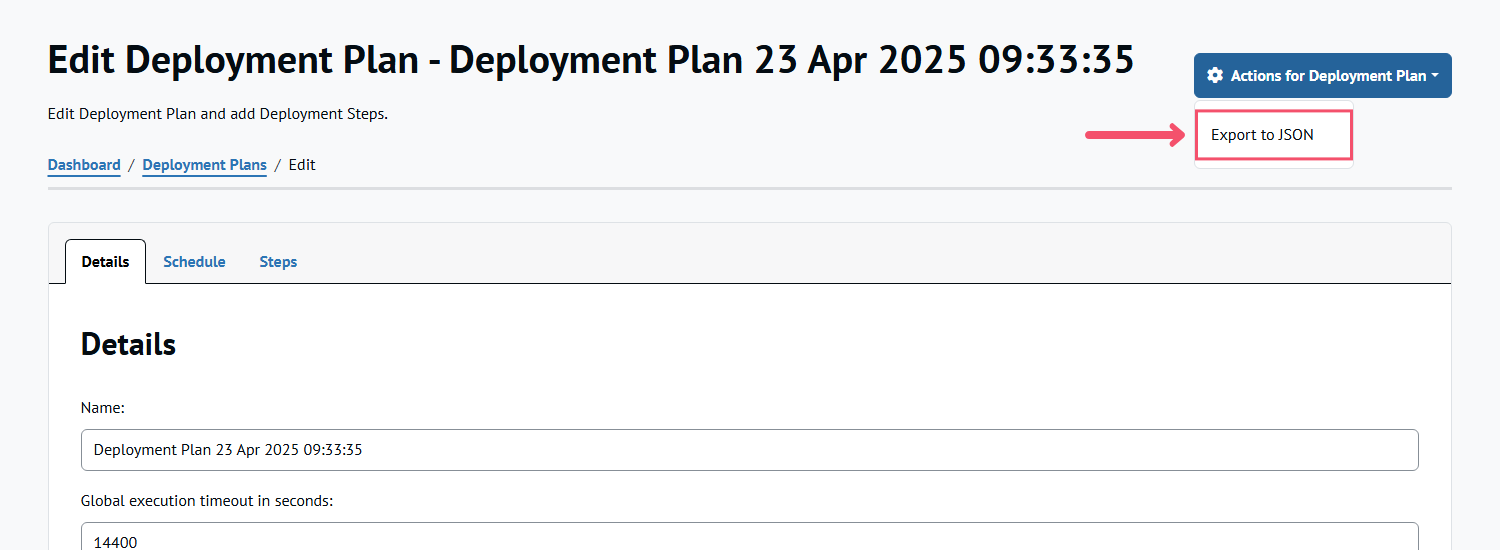 Edit Deployment Plan - Deployment Plan 23 Apr 2025 09:33:35
Actions for Deployment Plan
Edit Deployment Plan and add Deployment Steps.
Export to JSON
Dashboard / Deployment Plans / Edit
Details Schedule Steps
Details
Name:
Deployment Plan 23 Apr 2025 09:33:35
Global execution timeout in seconds:
14400